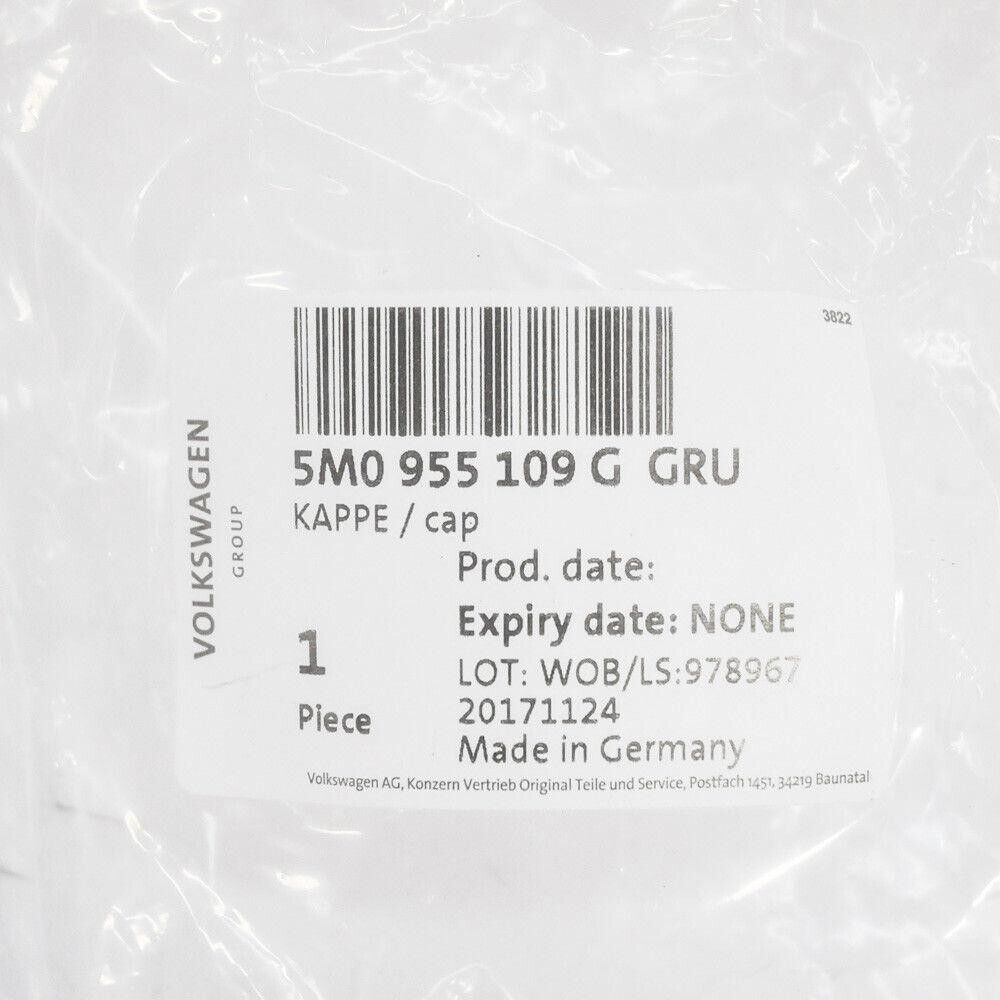 3822
VOLKSWAGEN
GROUP
5M0 955 109 G GRU
KAPPE / cap
Prod. date:
Expiry date: NONE
1
LOT: WOB/LS:978967
Piece
20171124
Made in Germany
Volkswagen AG, Konzern Vertrieb Original Teile und Service, Postfach 1451, 34219 Baunatal